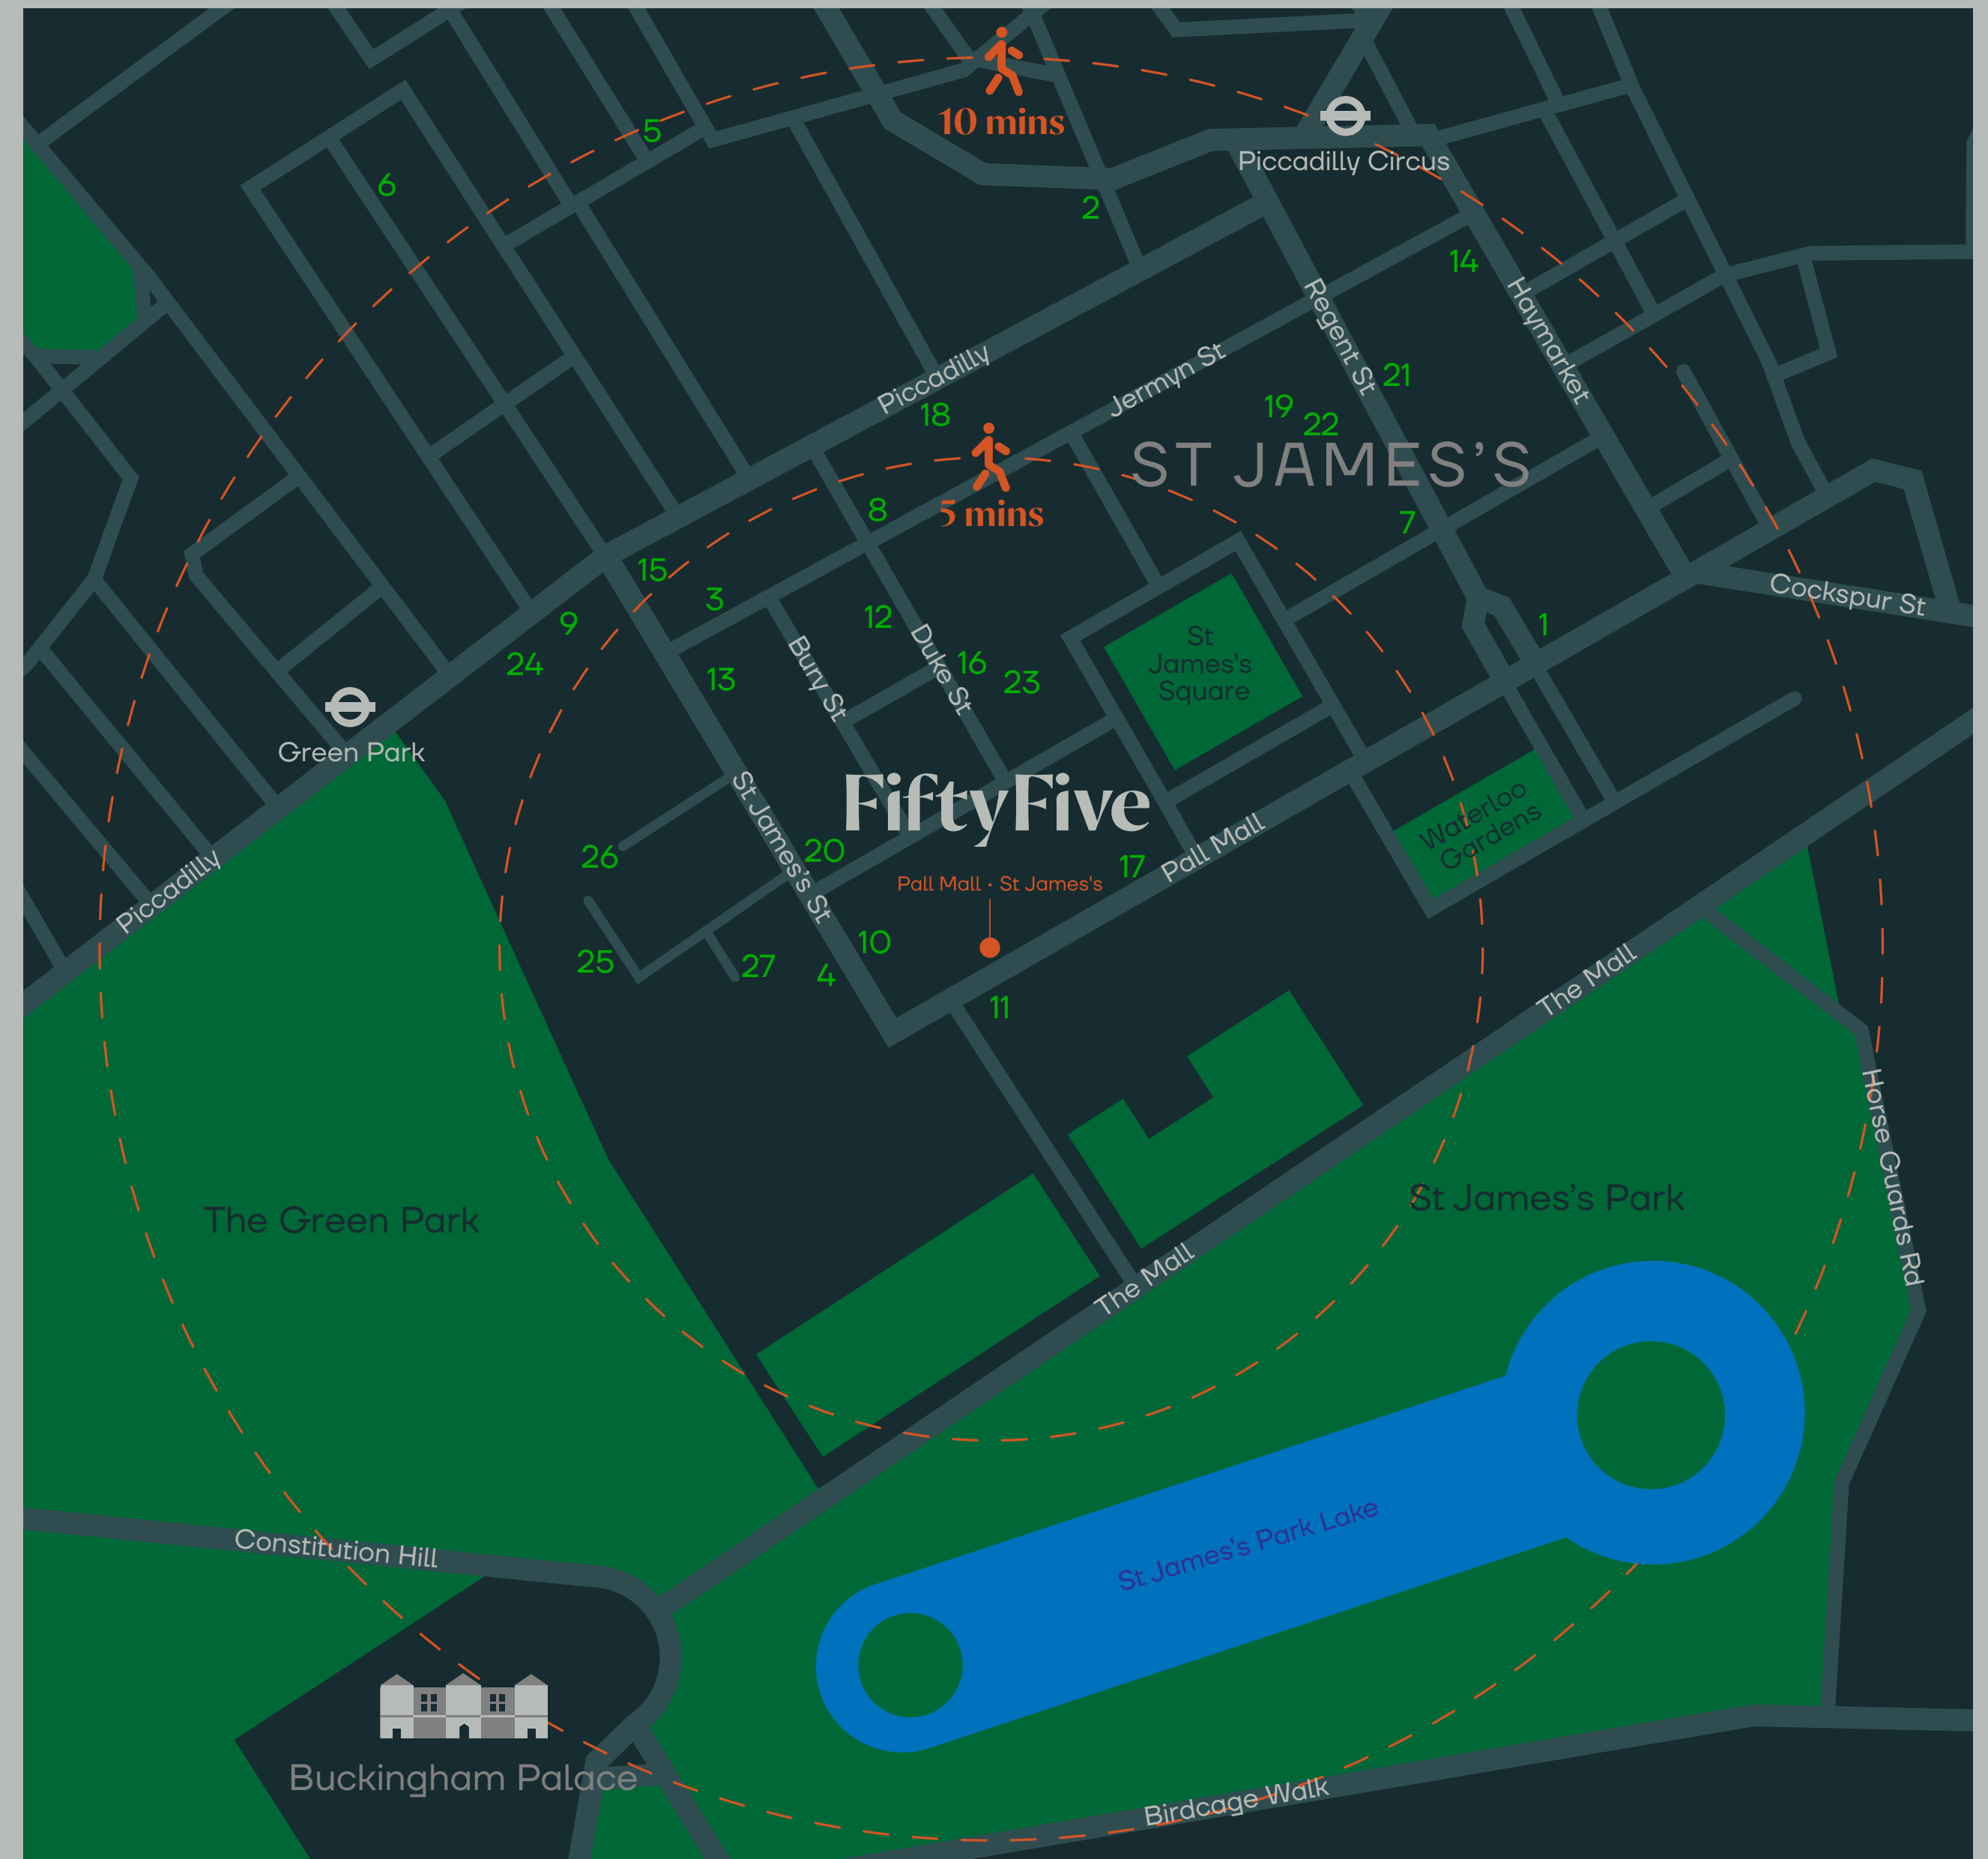 10 mins
5
Piccadilly Circus
6
2
14
Regent St
Haymarket
Piccadilly
Jermyn St
21
18
19
22
ST JAMES’S
8
5 mins
7
15
Cockspur St
3
12
9
1
St
James’s
Square
24
13
Bury St
Duke St
16
23
Green Park
St James’s St
FiftyFive
Waterloo
Gardens
26
20
17
Pall Mall
Piccadilly
Pall Mall · St James's
10
25
27
4
11
The Mall
Horse Guards Rd
The Green Park
St James’s Park
The Mall
St James’s Park Lake
Constitution Hill
Buckingham Palace
Birdcage Walk